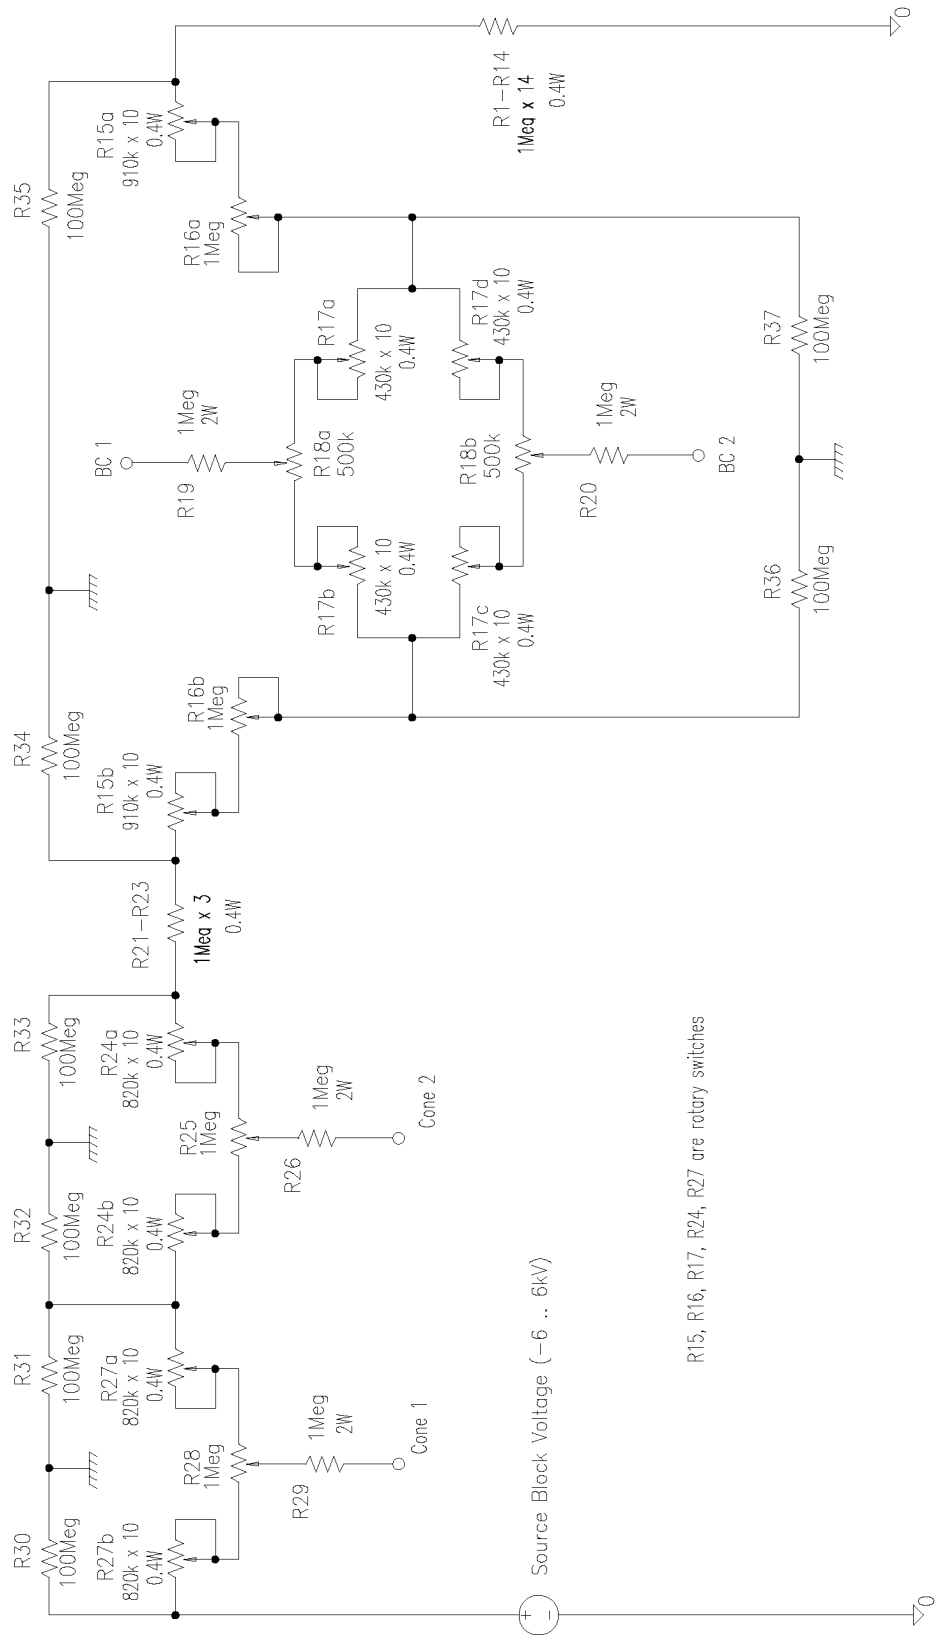 R30
100Meg
R31
100Meg
R32
100Meg
R33
100Meg
R34
100Meg
R35
100Meg
R27b
820k x 10
0.4W
R27a
820k x 10
0.4W
R28
1Meg
R29
1Meg
2W
Cone 1
R24b
820k x 10
0.4W
R24a
820k x 10
0.4W
R25
1Meg
R26
1Meg
2W
Cone 2
R21-R23
1Meg x 3
0.4W
R15b
910k x 10
0.4W
R16b
1Meg
R15a
910k x 10
0.4W
R16a
1Meg
BC 1
R19
1Meg
2W
R17b
430k x 10
0.4W
R18a
500k
R17a
430k x 10
0.4W
R17c
430k x 10
0.4W
R18b
500k
R17d
430k x 10
0.4W
R20
1Meg
2W
BC 2
R36
100Meg
R37
100Meg
R1-R14
1Meg x 14
0.4W
0
Source Block Voltage (-6 .. 6kV)
+
-
0
R15, R16, R17, R24, R27 are rotary switches